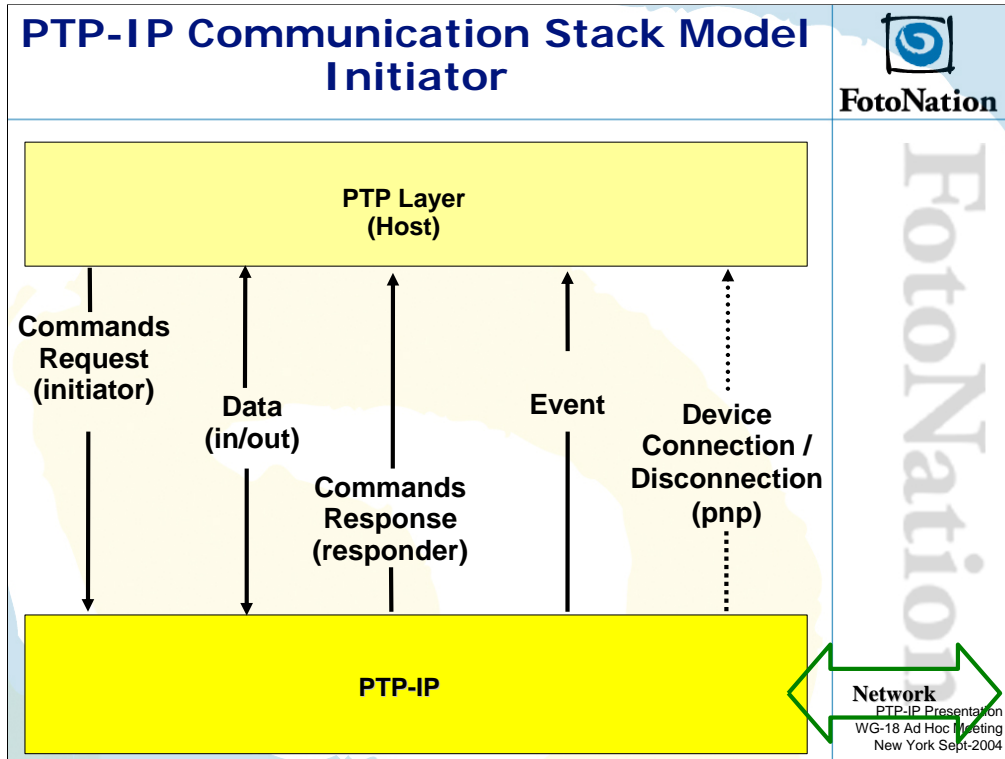 PTP-IP Communication Stack Model
Initiator
FotoNation
FotoNation
PTP Layer
(Host)
Commands
Request
(initiator)
Data
(in/out)
Commands
Response
(responder)
Event
Device
Connection /
Disconnection
(pnp)
PTP-IP
Network
PTP-IP Presentation
WG-18 Ad Hoc Meeting
New York Sept-2004